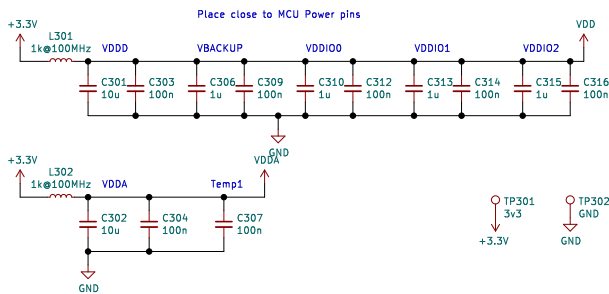 Place close to MCU Power pins
+3.3V
L301
1k@100MHz
VDDD
VBACKUP
VDDIO0
VDDIO1
VDDIO2
VDD
C301
10u
C303
100n
C306
1u
C309
100n
C310
1u
C312
100n
C313
1u
C314
100n
C315
1u
C316
100n
GND
+3.3V
L302
1k@100MHz
VDDA
Temp1
VDDA
C302
10u
C304
100n
C307
100n
GND
TP301
3v3
+3.3V
TP302
GND
GND